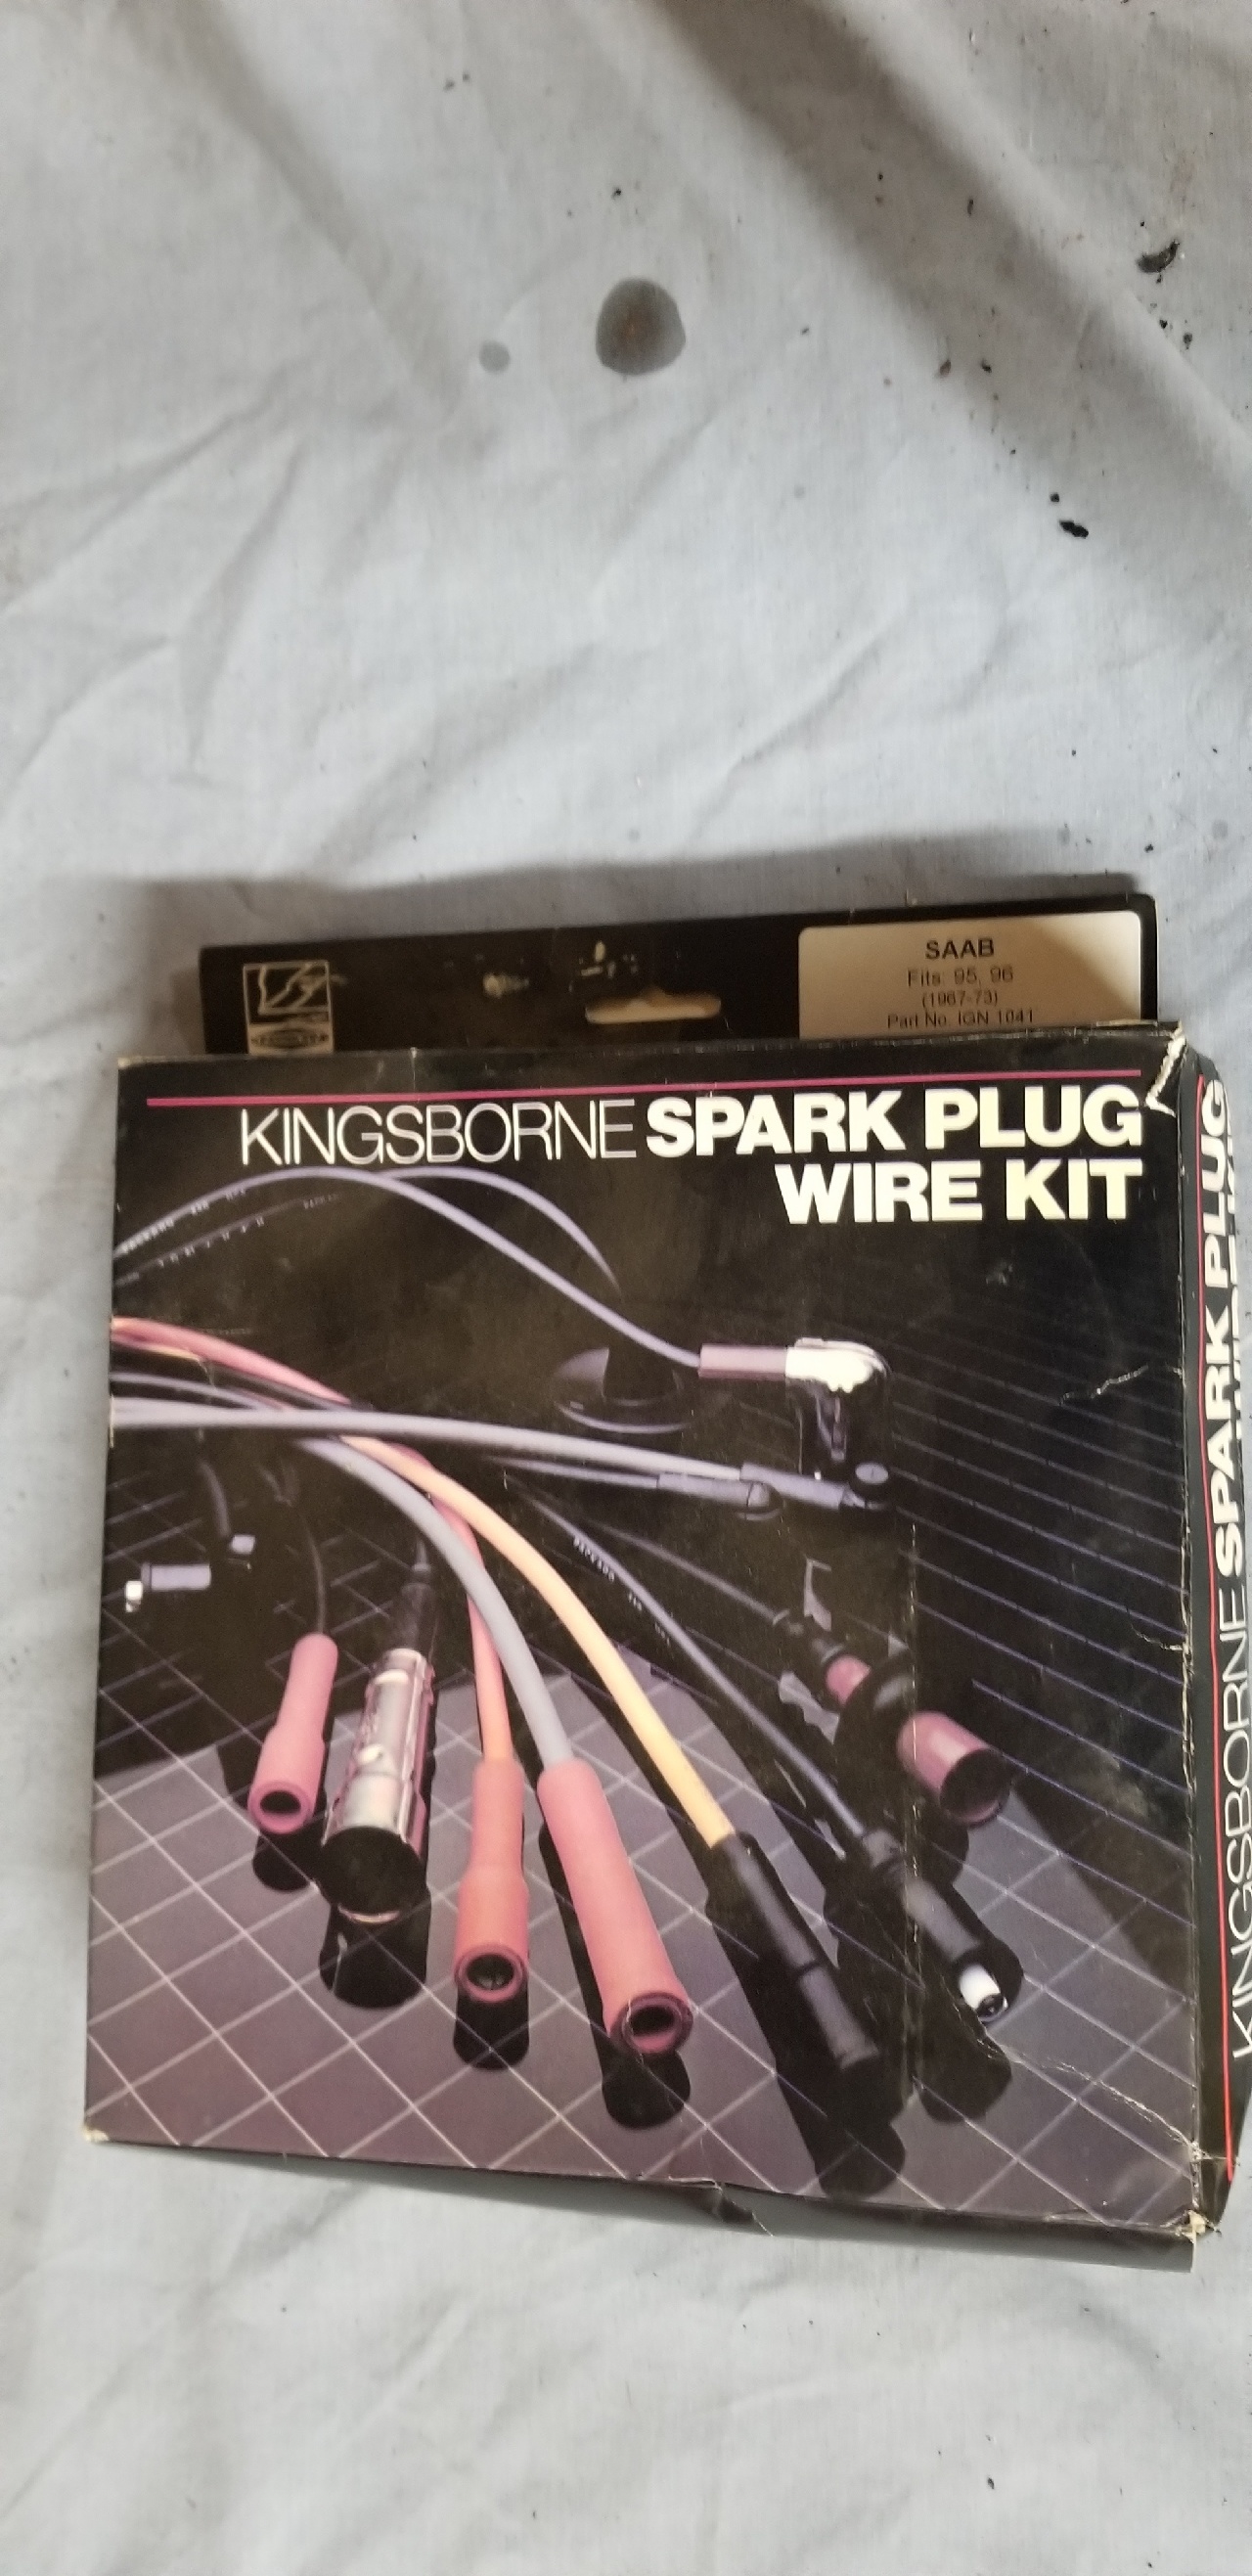 SAAB
Fits: 95, 96
(1967-73)
Part No. IGN 1041
KINGSBORNE SPARK PLUG
WIRE KIT
KINGSBORNE SPARK PLUG